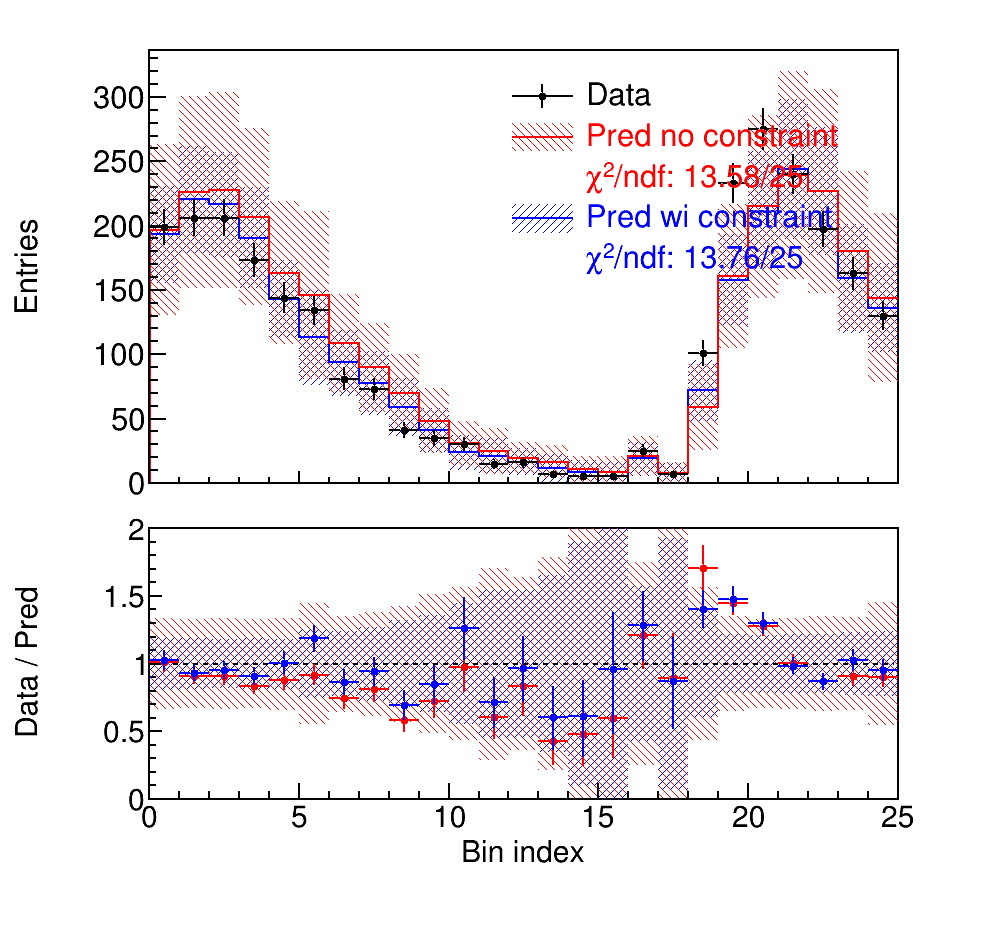 Entries
300
250
200
150
100
50
0
Data
Pred no constraint
χ²/ndf: 13.58/25
Pred wi constraint
χ²/ndf: 13.76/25
Data / Pred
2
1.5
1
0.5
0
0 5 10 15 20 25
Bin index